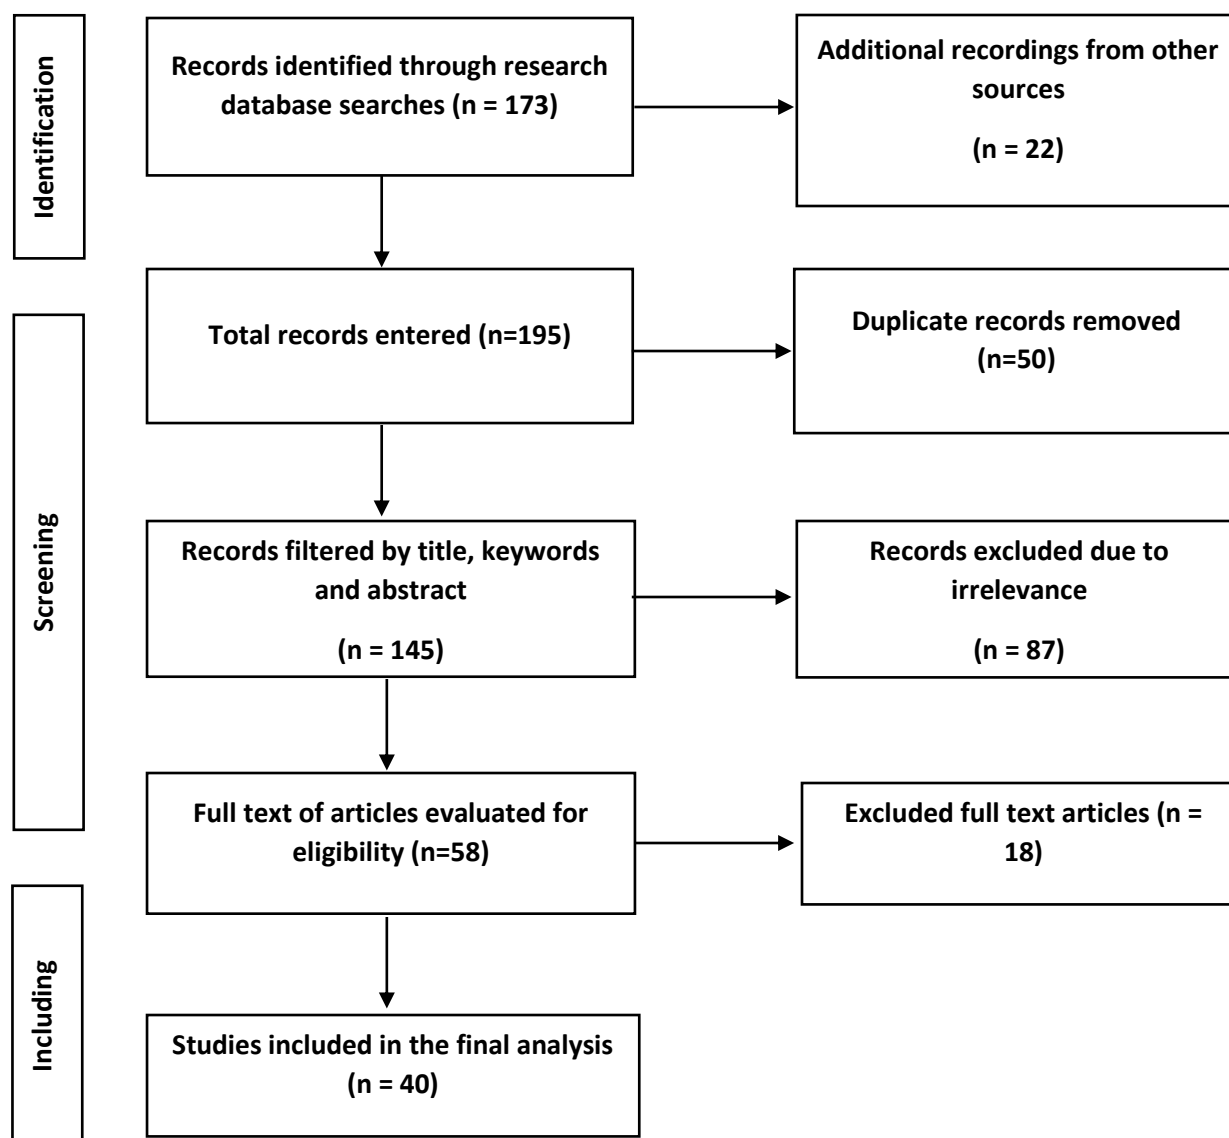 Identification
Records identified through research
database searches (n = 173)
Additional recordings from other
sources
(n = 22)
Screening
Total records entered (n=195)
Duplicate records removed
(n=50)
Records filtered by title, keywords
and abstract
(n = 145)
Records excluded due to
irrelevance
(n = 87)
Full text of articles evaluated for
eligibility (n=58)
Excluded full text articles (n =
18)
Including
Studies included in the final analysis
(n = 40)